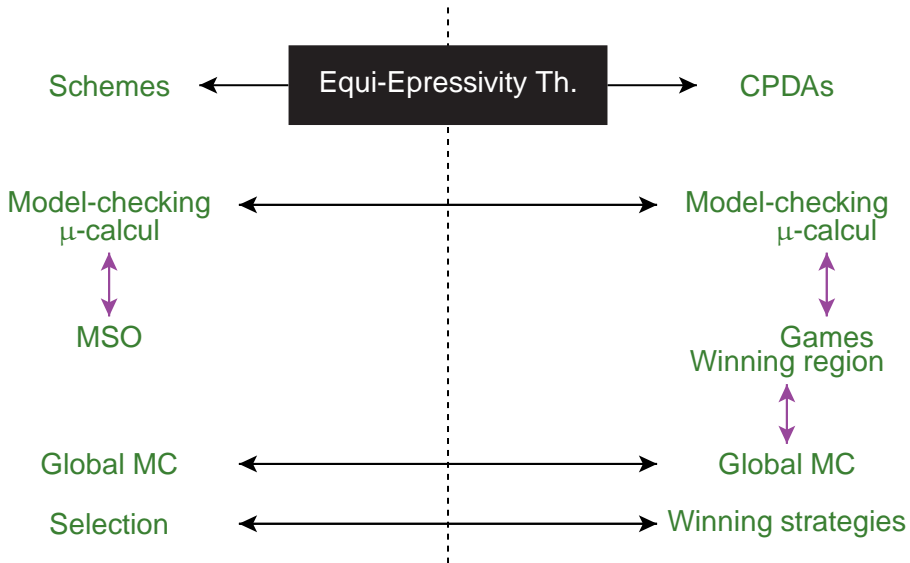 Schemes
Equi-Epressivity Th.
CPDAs
Model-checking
μ-calcul
Model-checking
μ-calcul
MSO
Games
Winning region
Global MC
Global MC
Selection
Winning strategies